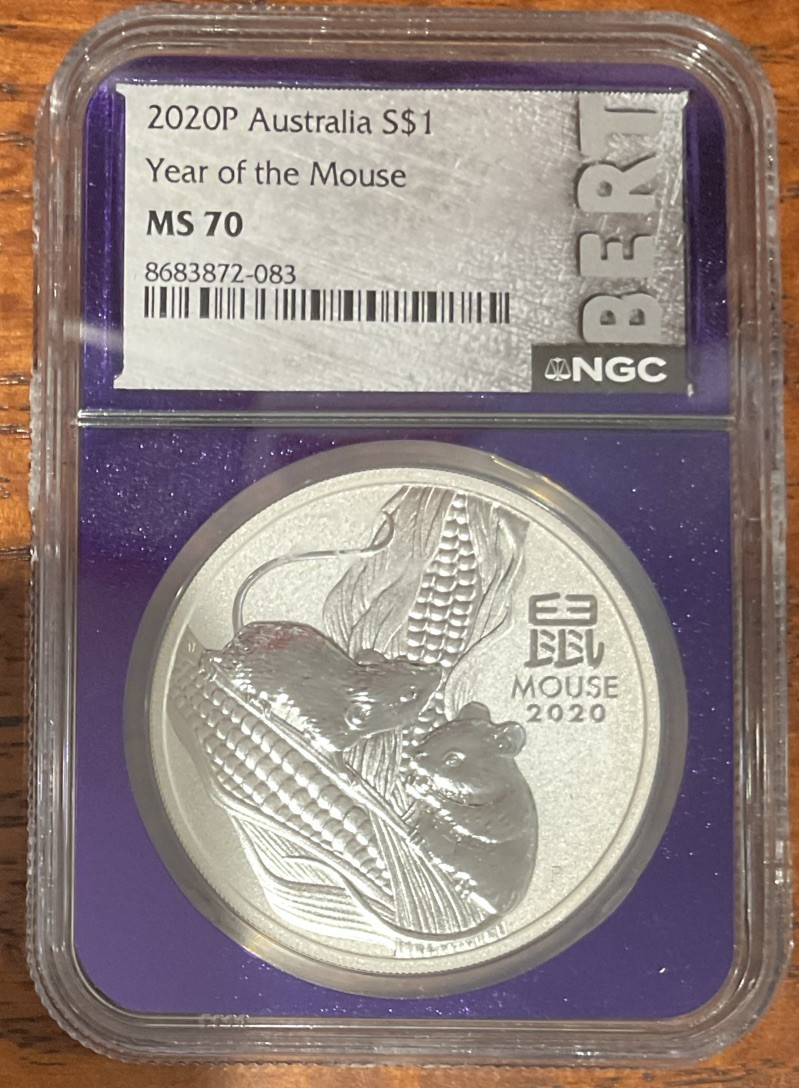 2020P Australia S$1
Year of the Mouse
MS 70
8683872-083
BERT
NGC
鼠
MOUSE
2020
P